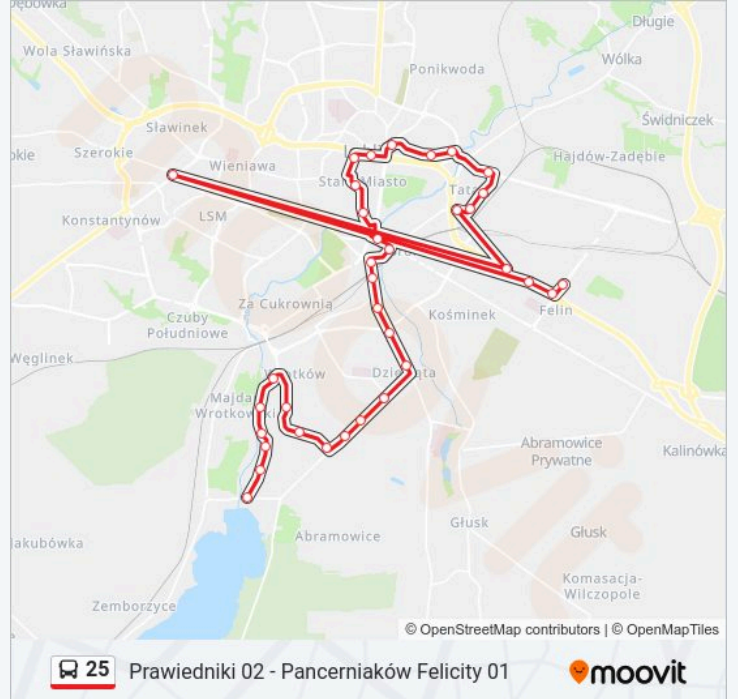 Dębówka
Długie
Wola Sławińska
Ponikwoda
Wólka
Świdniczek
Sławinek
Szerokie
Wieniawa
Hajdów-Zadębie
Stare Miasto
Konstantynów
LSM
Za Cukrownią
Kośminek
Felin
Czuby
Południowe
Węglinek
Wrotków
Dziesiąta
Majdan
Wrotkowski
Abramowice
Prywatne
Kalinówka
Głusk
Abramowice
Głusk
Jakubówka
Komasacja-
Wilczopole
Zemborzyce
© OpenStreetMap contributors | © OpenMapTiles
25 Prawiedniki 02 - Pancerniaków Felicity 01
moovit